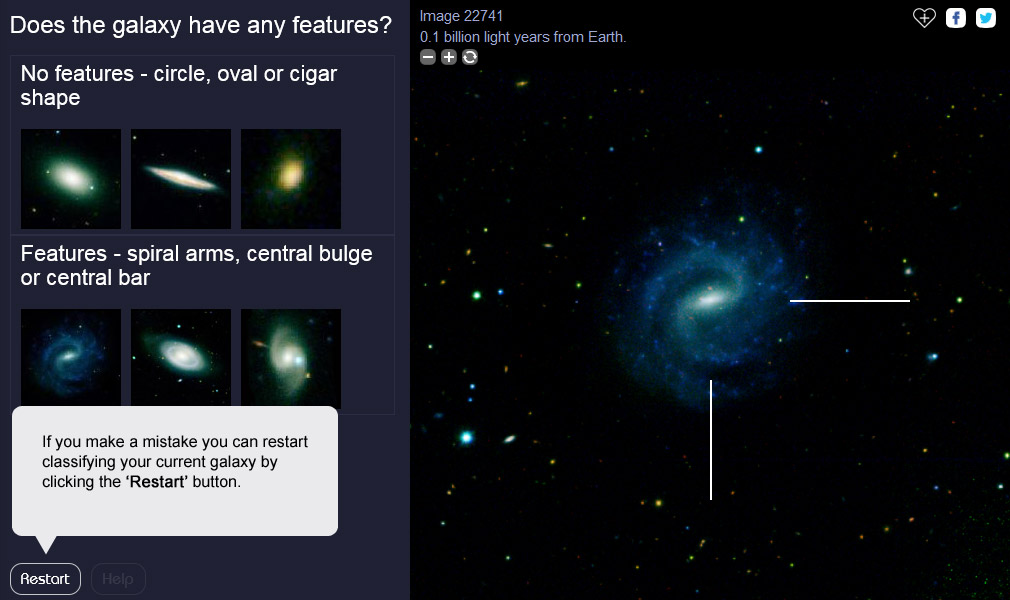 Does the galaxy have any features?
No features - circle, oval or cigar
shape
Features - spiral arms, central bulge
or central bar
If you make a mistake you can restart
classifying your current galaxy by
clicking the ‘Restart’ button.
Restart
Help
Image 22741
0.1 billion light years from Earth.